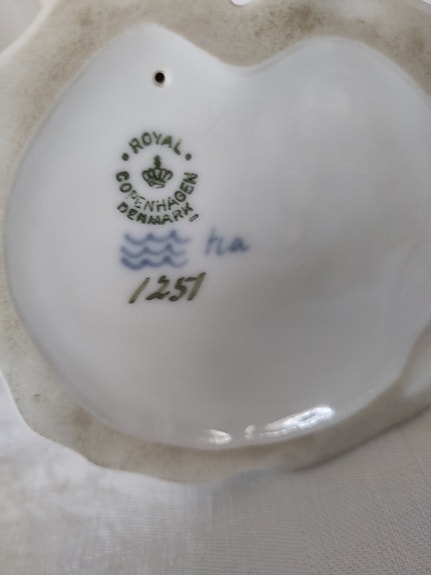 ROYAL
COPENHAGEN
DENMARK
ha
1251